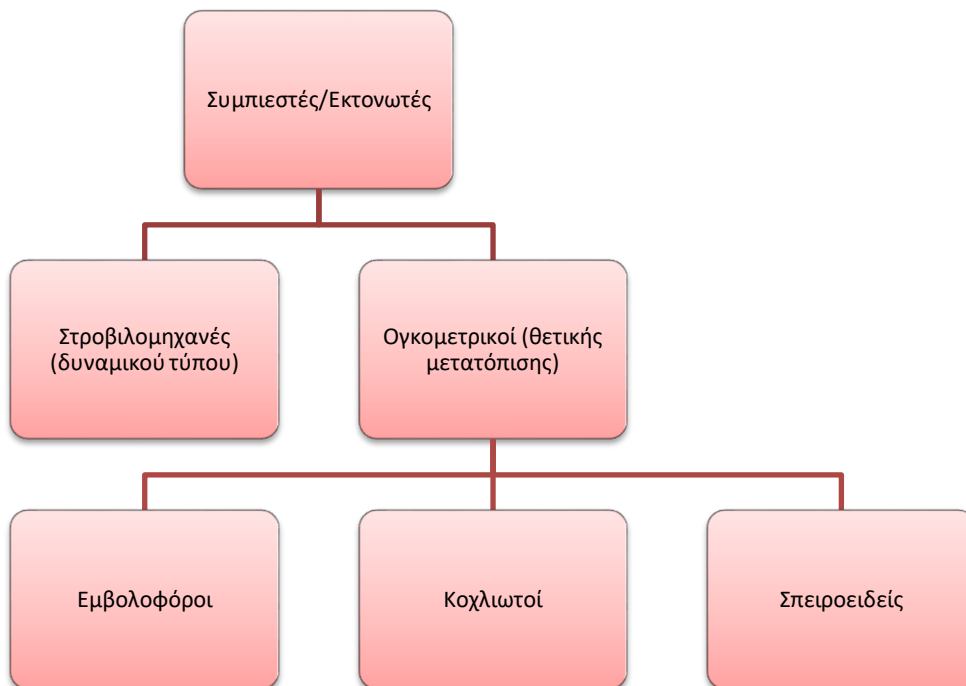 Συμπιεστές/Εκτονωτές
Στροβιλομηχανές
(δυναμικού τύπου)
Ογκομετρικοί (θετικής
μετατόπισης)
Εμβολοφόροι
Κοχλιωτοί
Σπειροειδείς